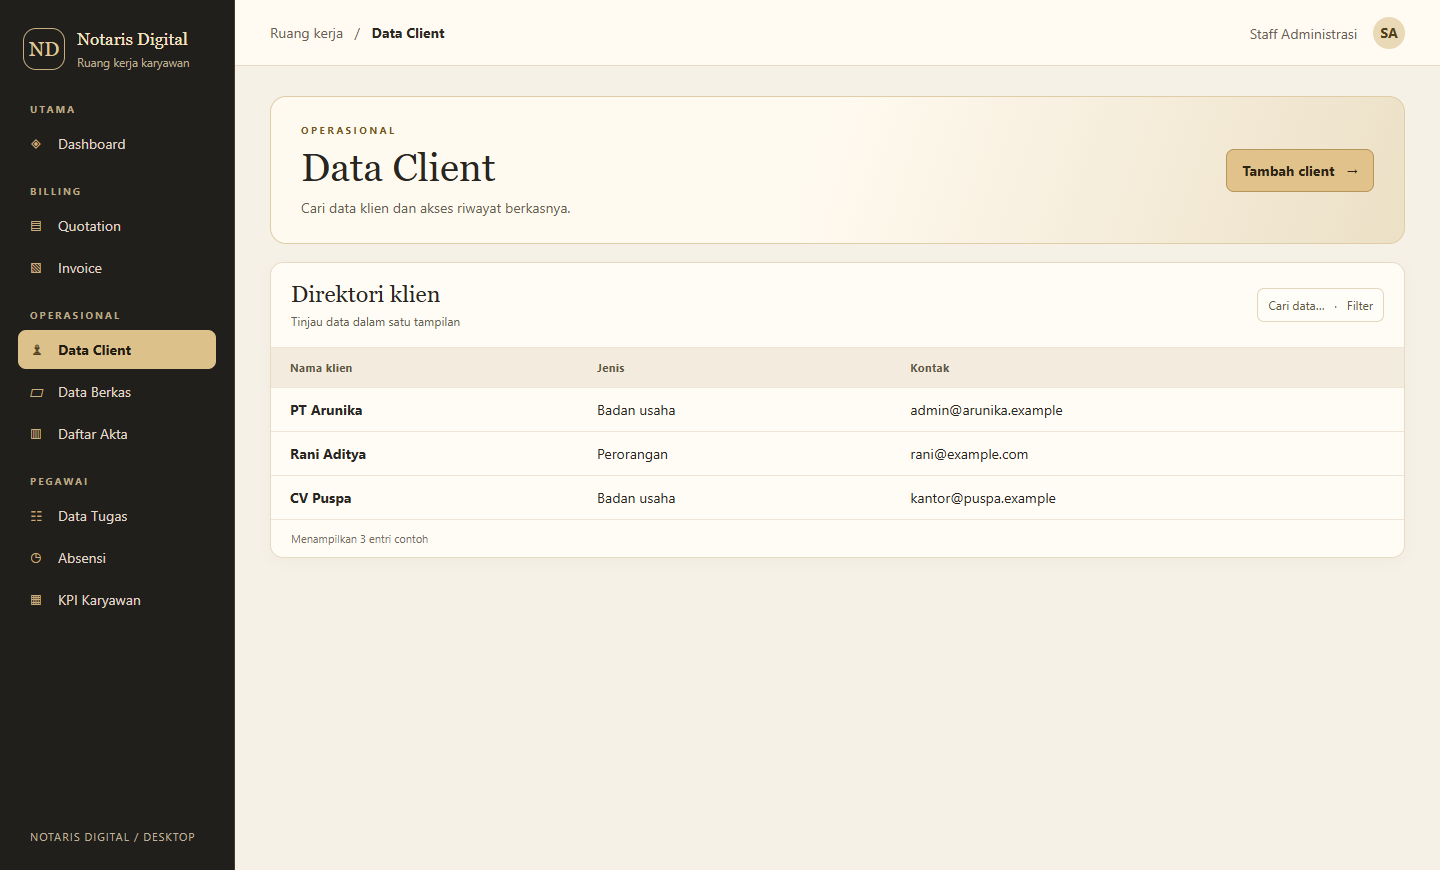 ND
Notaris Digital
Ruang kerja karyawan
UTAMA
Dashboard
BILLING
Quotation
Invoice
OPERASIONAL
Data Client
Data Berkas
Daftar Akta
PEGAWAI
Data Tugas
Absensi
KPI Karyawan
NOTARIS DIGITAL / DESKTOP
Ruang kerja / Data Client
Staff Administrasi SA
OPERASIONAL
Data Client
Cari data klien dan akses riwayat berkasnya.
Tambah client →
Direktori klien
Tinjau data dalam satu tampilan
Cari data... · Filter
Nama klien Jenis Kontak
PT Arunika Badan usaha admin@arunika.example
Rani Aditya Perorangan rani@example.com
CV Puspa Badan usaha kantor@puspa.example
Menampilkan 3 entri contoh